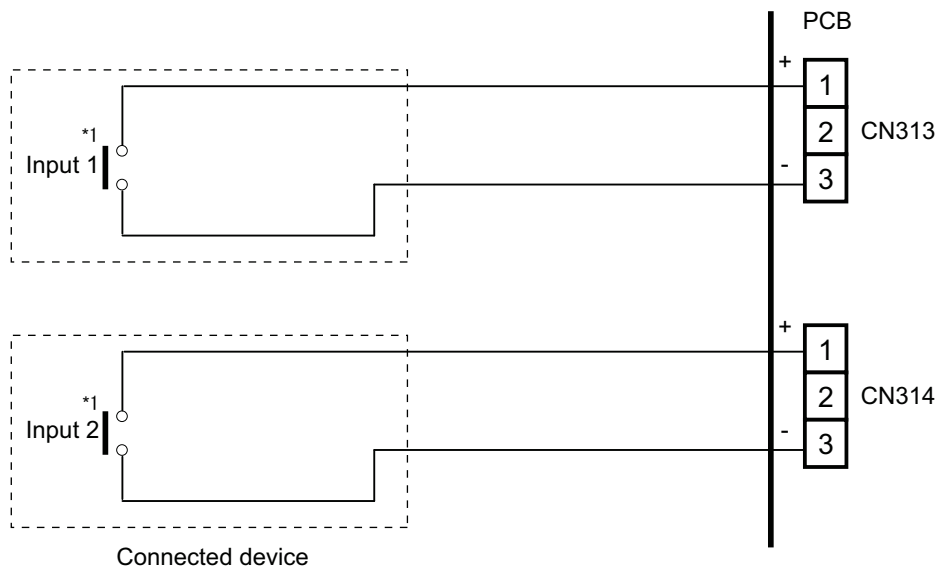 PCB
+
1
*1
Input 1
2
CN313
-
3
+
1
*1
Input 2
2
CN314
-
3
Connected device